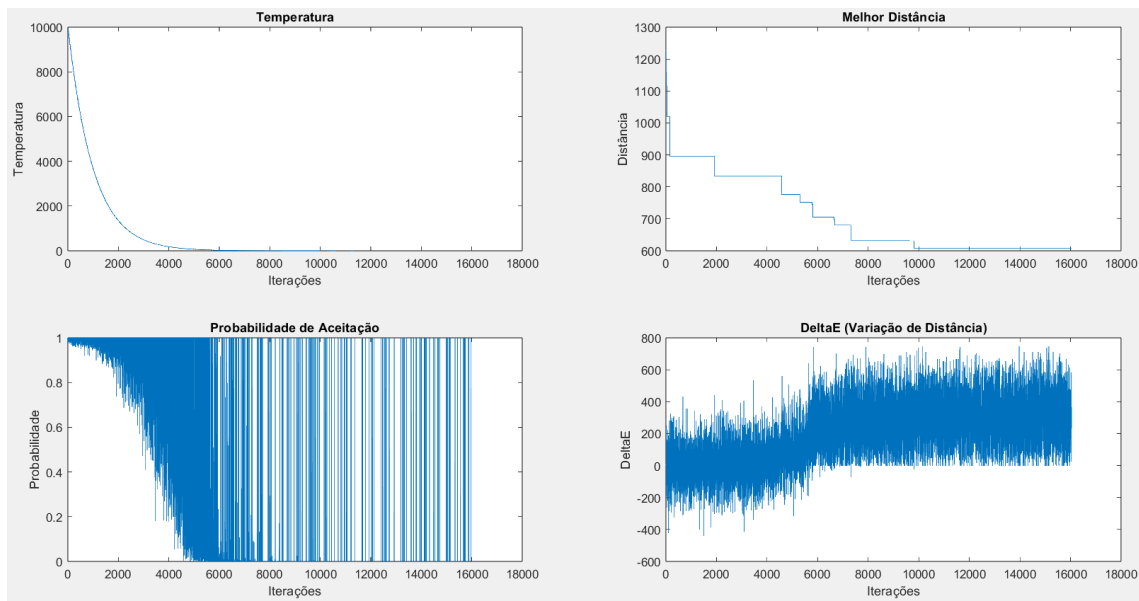 Temperatura
10000
8000
6000
4000
2000
0
Temperatura
0 2000 4000 6000 8000 10000 12000 14000 16000 18000
Iterações
Melhor Distância
1300
1200
1100
1000
900
800
700
600
Distância
0 2000 4000 6000 8000 10000 12000 14000 16000 18000
Iterações
Probabilidade de Aceitação
1
0.8
0.6
0.4
0.2
0
Probabilidade
0 2000 4000 6000 8000 10000 12000 14000 16000 18000
Iterações
DeltaE (Variação de Distância)
800
600
400
200
0
-200
-400
-600
DeltaE
0 2000 4000 6000 8000 10000 12000 14000 16000 18000
Iterações